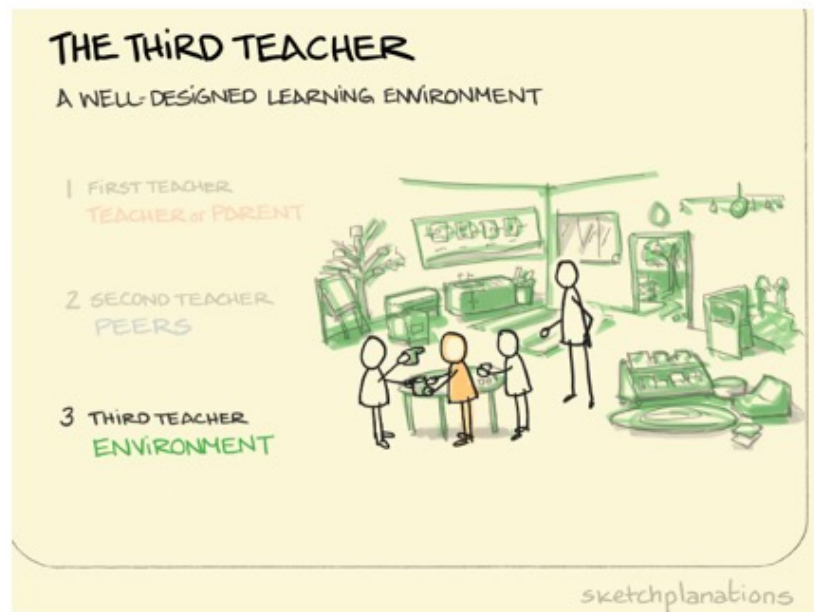 THE THIRD TEACHER
A WELL-DESIGNED LEARNING ENVIRONMENT
1 FIRST TEACHER
TEACHER or PARENT
2 SECOND TEACHER
PEERS
3 THIRD TEACHER
ENVIRONMENT
sketchplanations